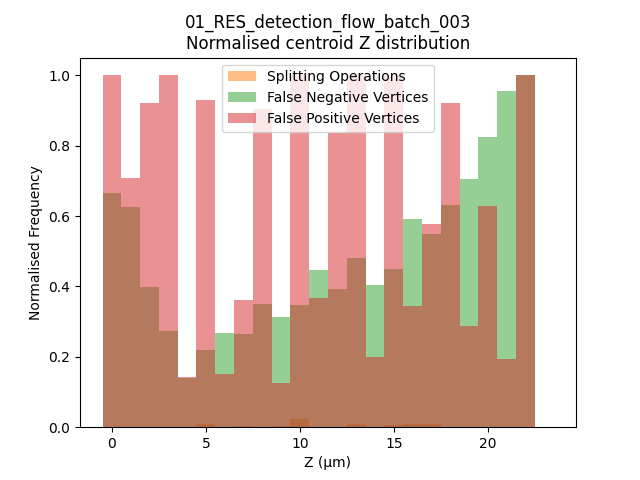 01_RES_detection_flow_batch_003
Normalised centroid Z distribution
Splitting Operations
False Negative Vertices
False Positive Vertices
1.0
0.8
0.6
0.4
0.2
0.0
Normalised Frequency
0
5
10
15
20
Z (µm)